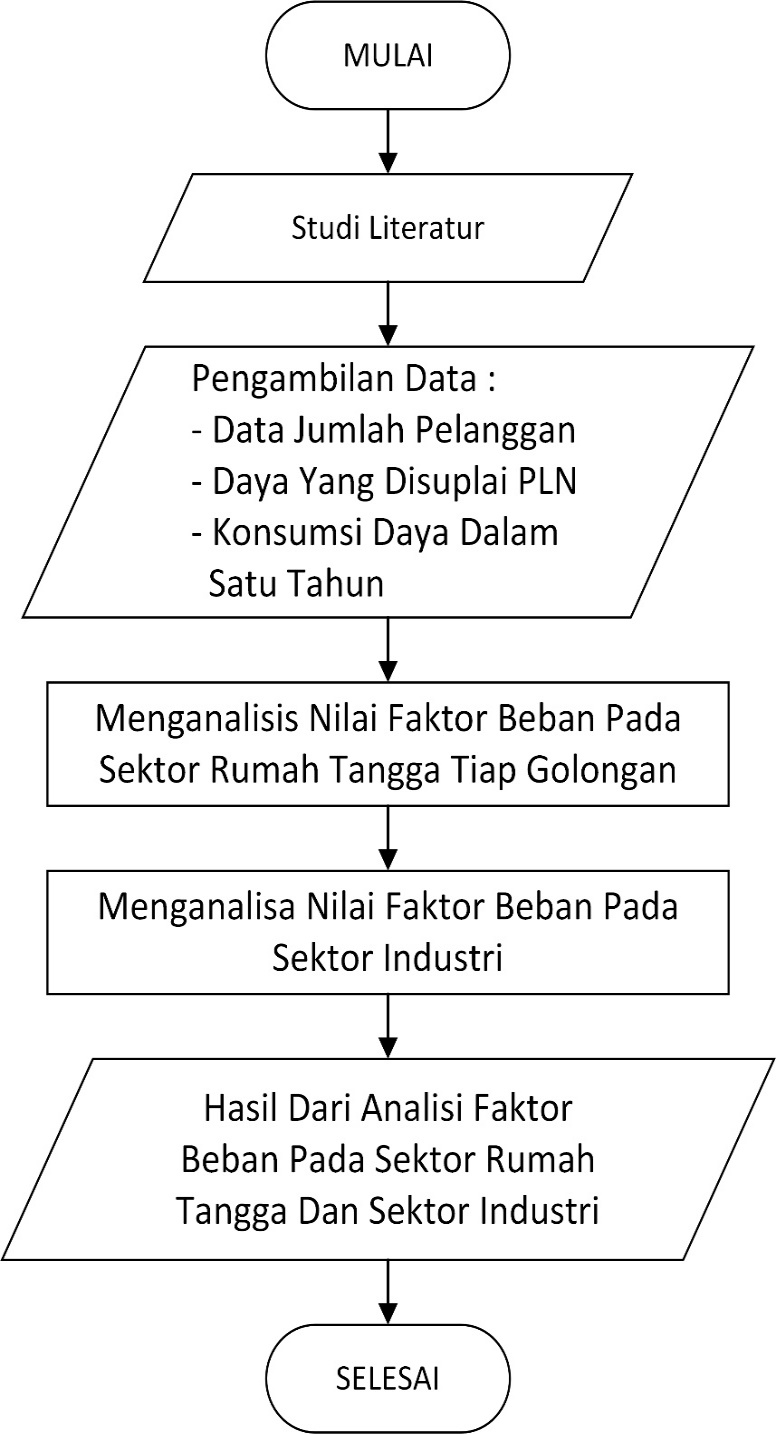 MULAI
Studi Literatur
Pengambilan Data :
- Data Jumlah Pelanggan
- Daya Yang Disuplai PLN
- Konsumsi Daya Dalam
Satu Tahun
Menganalisis Nilai Faktor Beban Pada
Sektor Rumah Tangga Tiap Golongan
Menganalisa Nilai Faktor Beban Pada
Sektor Industri
Hasil Dari Analisi Faktor
Beban Pada Sektor Rumah
Tangga Dan Sektor Industri
SELESAI